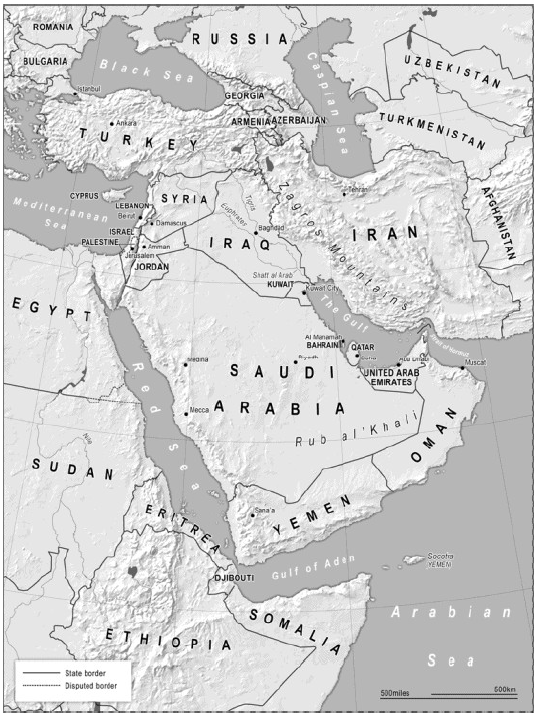 ROMANIA
RUSSIA
BULGARIA
Black Sea
Caspian Sea
UZBEKISTAN
Istanbul
GEORGIA
ARMENIA
AZERBAIJAN
TURKMENISTAN
TURKEY
CYPRUS
SYRIA
Tehran
AFGHANISTAN
LEBANON
Beirut
Damascus
Euphrates
Baghdad
Zagros Mountains
IRAN
Mediterranean
Sea
ISRAEL
PALESTINE
Amman
Jerusalem
IRAQ
JORDAN
Shatt al Arab
KUWAIT
Kuwait City
The Gulf
EGYPT
Al Manamah
BAHRAIN
QATAR
Abu Dhabi
Muscat
Medina
SAUDI
UNITED ARAB
EMIRATES
Red Sea
Mecca
ARABIA
Rub al'Khali
OMAN
Nile
SUDAN
Sana'a
YEMEN
ERITREA
DJIBOUTI
Gulf of Aden
Socotra
(YEMEN)
Arabian
Sea
SOMALIA
ETHIOPIA
State border
Disputed border
500miles
500km